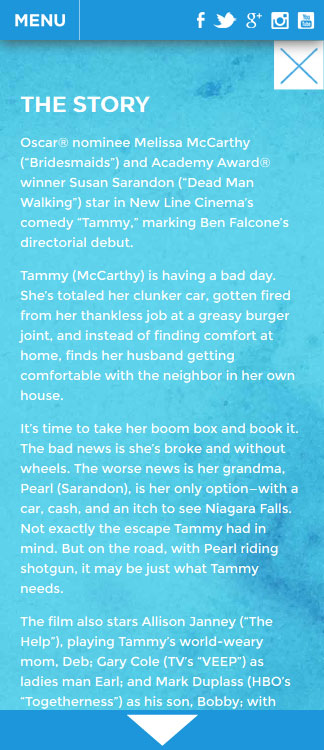 MENU
THE STORY
Oscar® nominee Melissa McCarthy
("Bridesmaids") and Academy Award®
winner Susan Sarandon ("Dead Man
Walking") star in New Line Cinema's
comedy "Tammy," marking Ben Falcone's
directorial debut.
Tammy (McCarthy) is having a bad day.
She's totaled her clunker car, gotten fired
from her thankless job at a greasy burger
joint, and instead of finding comfort at
home, finds her husband getting
comfortable with the neighbor in her own
house.
It's time to take her boom box and book it.
The bad news is she's broke and without
wheels. The worse news is her grandma,
Pearl (Sarandon), is her only option—with a
car, cash, and an itch to see Niagara Falls.
Not exactly the escape Tammy had in
mind. But on the road, with Pearl riding
shotgun, it may be just what Tammy
needs.
The film also stars Allison Janney ("The
Help"), playing Tammy's world-weary
mom, Deb; Gary Cole (TV's "VEEP") as
ladies man Earl; and Mark Duplass (HBO's
"Togetherness") as his son, Bobby; with